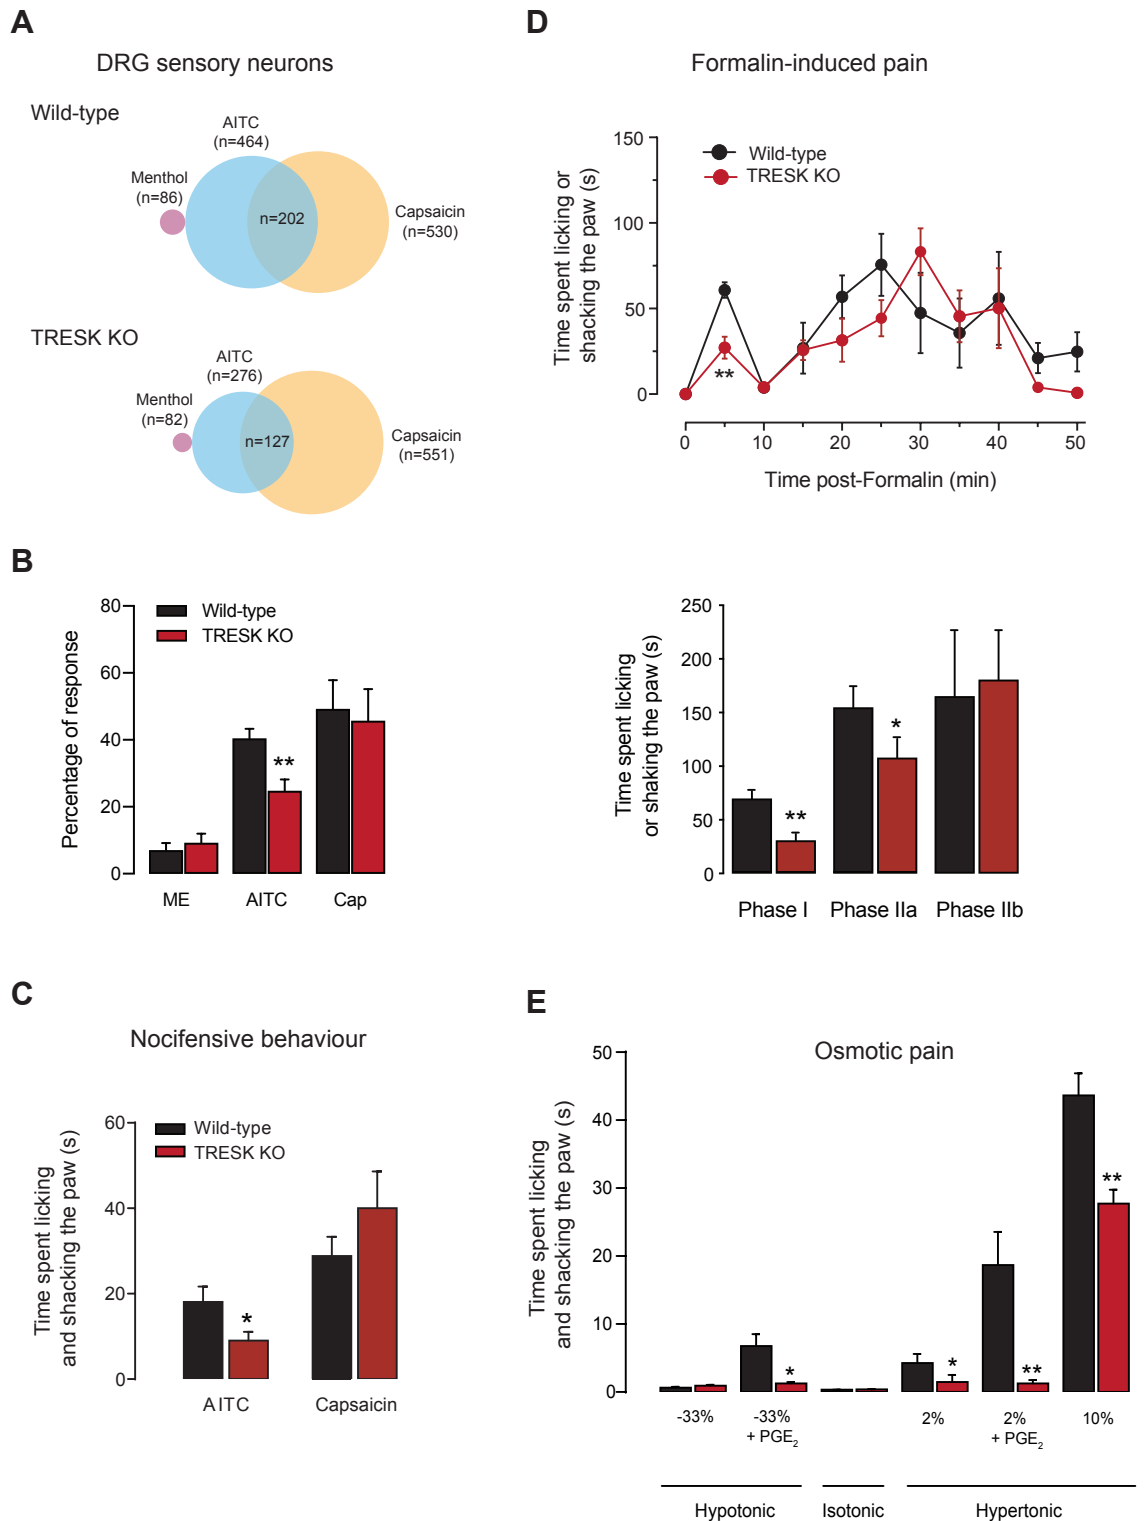 A
DRG sensory neurons
Wild-type
AITC
(n=464)
Menthol
(n=86)
n=202
Capsaicin
(n=530)
TRESK KO
AITC
(n=276)
Menthol
(n=82)
n=127
Capsaicin
(n=551)
B
Percentage of response
80
60
40
20
0
Wild-type
TRESK KO
**
ME
AITC
Cap
C
Nocifensive behaviour
Time spent licking
and shacking the paw (s)
60
40
20
0
Wild-type
TRESK KO
*
AITC
Capsaicin
D
Formalin-induced pain
Time spent licking or
shacking the paw (s)
150
100
50
0
Wild-type
TRESK KO
**
0
10
20
30
40
50
Time post-Formalin (min)
Time spent licking
or shaking the paw (s)
250
200
150
100
50
0
**
*
Phase I
Phase IIa
Phase IIb
E
Osmotic pain
Time spent licking
and shacking the paw (s)
50
40
30
20
10
0
*
*
**
**
-33%
-33%
+ PGE2
2%
2%
+ PGE2
10%
Hypotonic
Isotonic
Hypertonic